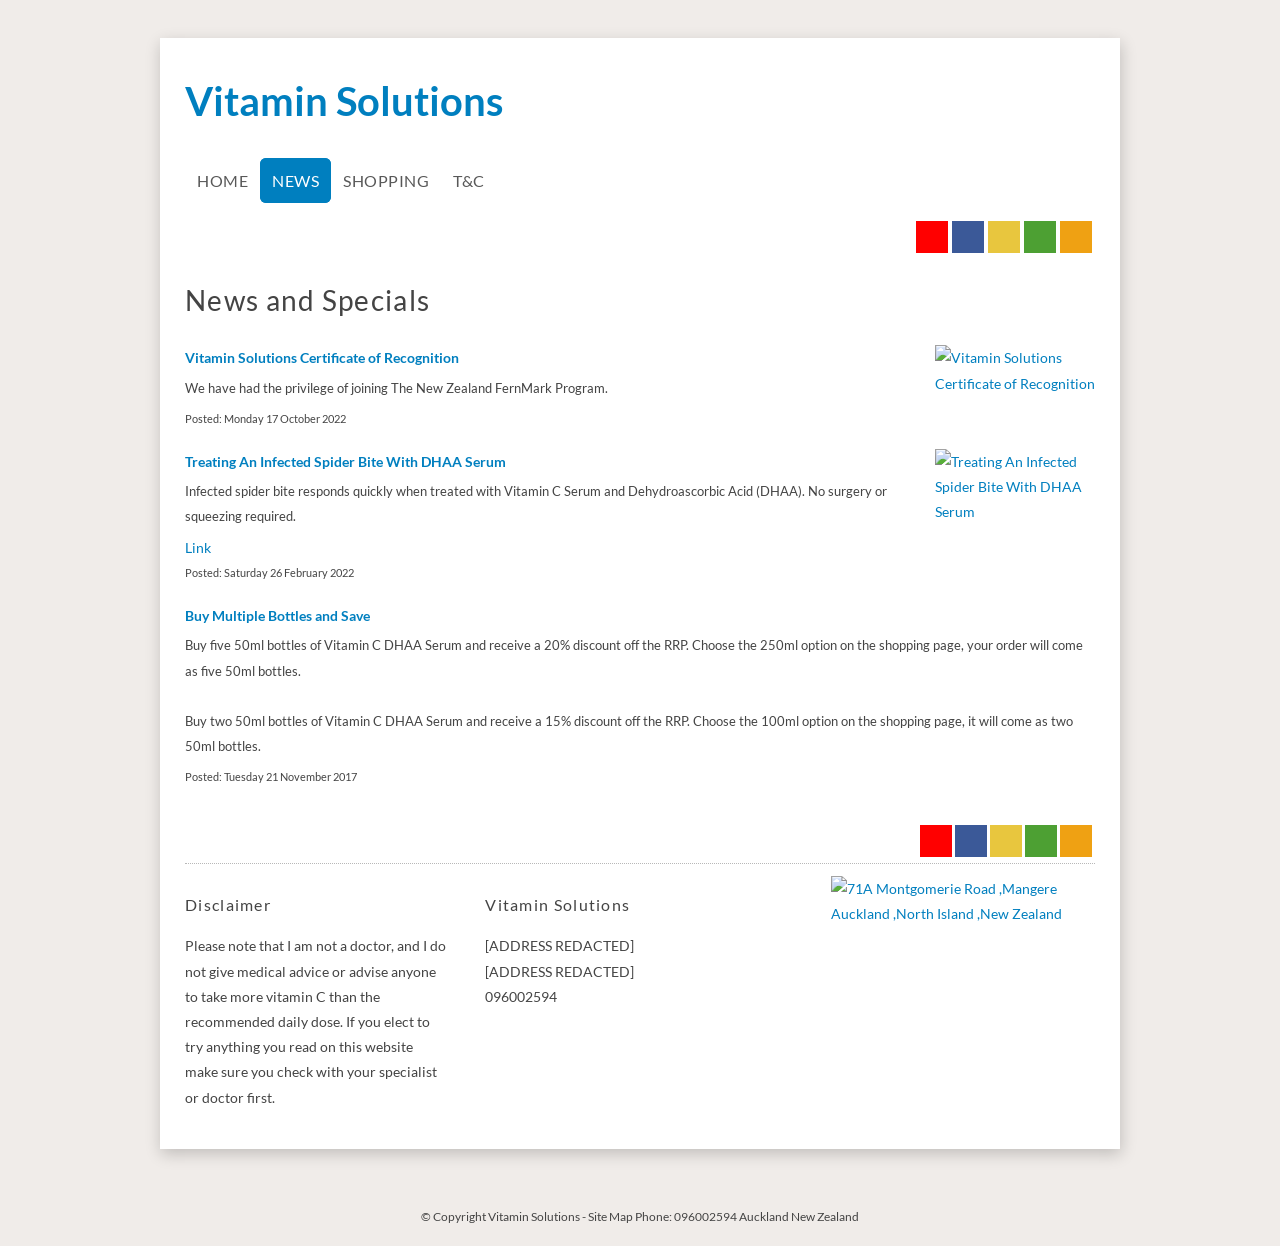 Vitamin Solutions
HOME NEWS SHOPPING T&C
News and Specials
Vitamin Solutions Certificate of Recognition
We have had the privilege of joining The New Zealand FernMark Program.
Posted: Monday 17 October 2022
Vitamin Solutions
Certificate of Recognition
Treating An Infected Spider Bite With DHAA Serum
Infected spider bite responds quickly when treated with Vitamin C Serum and Dehydroascorbic Acid (DHAA). No surgery or
squeezing required.
Link
Posted: Saturday 26 February 2022
Treating An Infected
Spider Bite With DHAA
Serum
Buy Multiple Bottles and Save
Buy five 50ml bottles of Vitamin C DHAA Serum and receive a 20% discount off the RRP. Choose the 250ml option on the shopping page, your order will come
as five 50ml bottles.
Buy two 50ml bottles of Vitamin C DHAA Serum and receive a 15% discount off the RRP. Choose the 100ml option on the shopping page, it will come as two
50ml bottles.
Posted: Tuesday 21 November 2017
Disclaimer
Please note that I am not a doctor, and I do
not give medical advice or advise anyone
to take more vitamin C than the
recommended daily dose. If you elect to
try anything you read on this website
make sure you check with your specialist
or doctor first.
Vitamin Solutions
[ADDRESS REDACTED]
[ADDRESS REDACTED]
096002594
71A Montgomerie Road ,Mangere
Auckland ,North Island ,New Zealand
© Copyright Vitamin Solutions - Site Map Phone: 096002594 Auckland New Zealand